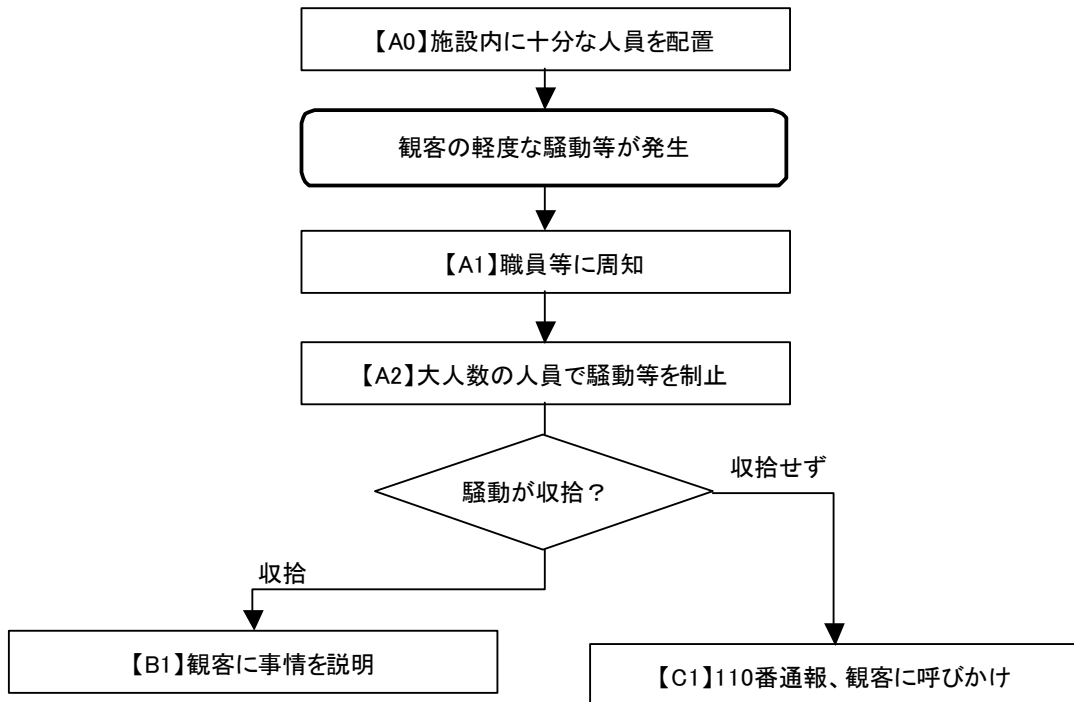 【A0】施設内に十分な人員を配置
観客の軽度な騒動等が発生
【A1】職員等に周知
【A2】大人数の人員で騒動等を制止
騒動が収拾？
収拾せず
収拾
【B1】観客に事情を説明
【C1】110番通報、観客に呼びかけ